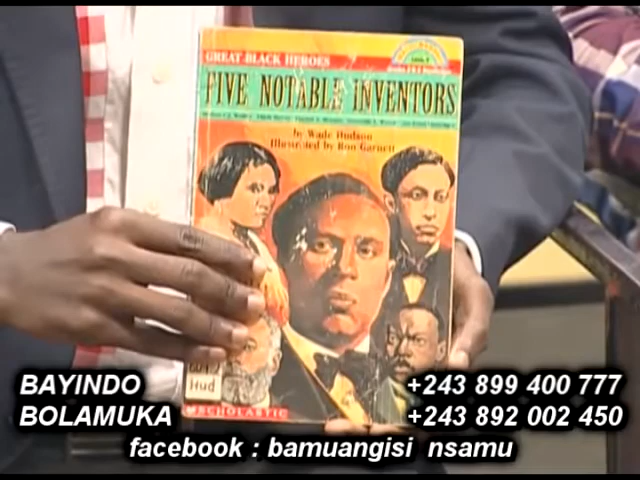 GREAT BLACK HEROES
FIVE NOTABLE INVENTORS
by Wade Hudson
Illustrated by Ron Garnett
Hud
SCHOLASTIC
BAYINDO +243 899 400 777
BOLAMUKA +243 892 002 450
facebook : bamuangisi nsamu